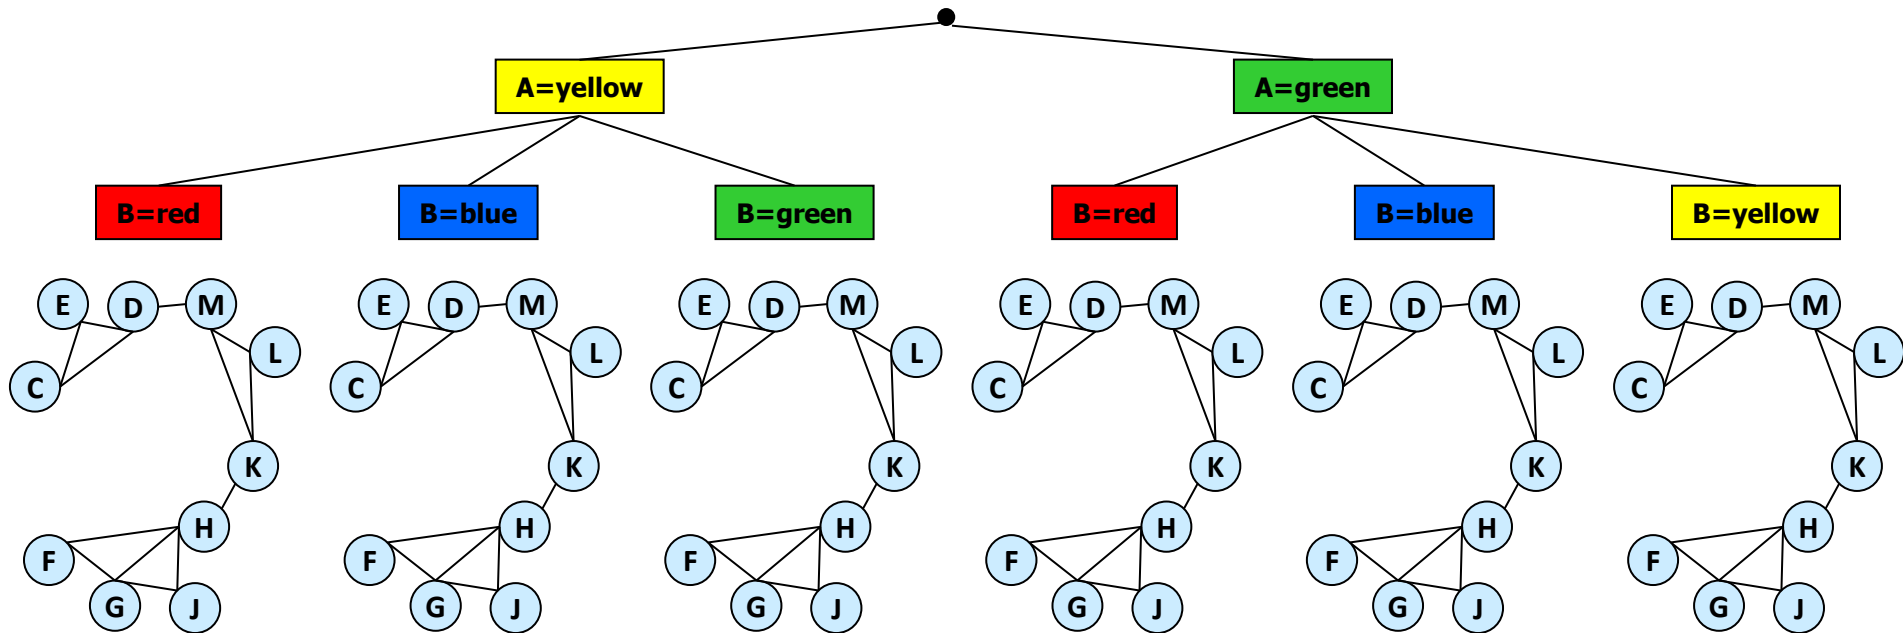 A=yellow A=green
B=red B=blue B=green B=red B=blue B=yellow
E D M E D M E D M E D M E D M E D M
L L L L L L
C C C C C C
K K K K K K
H H H H H H
F F F F F F
G J G J G J G J G J G J